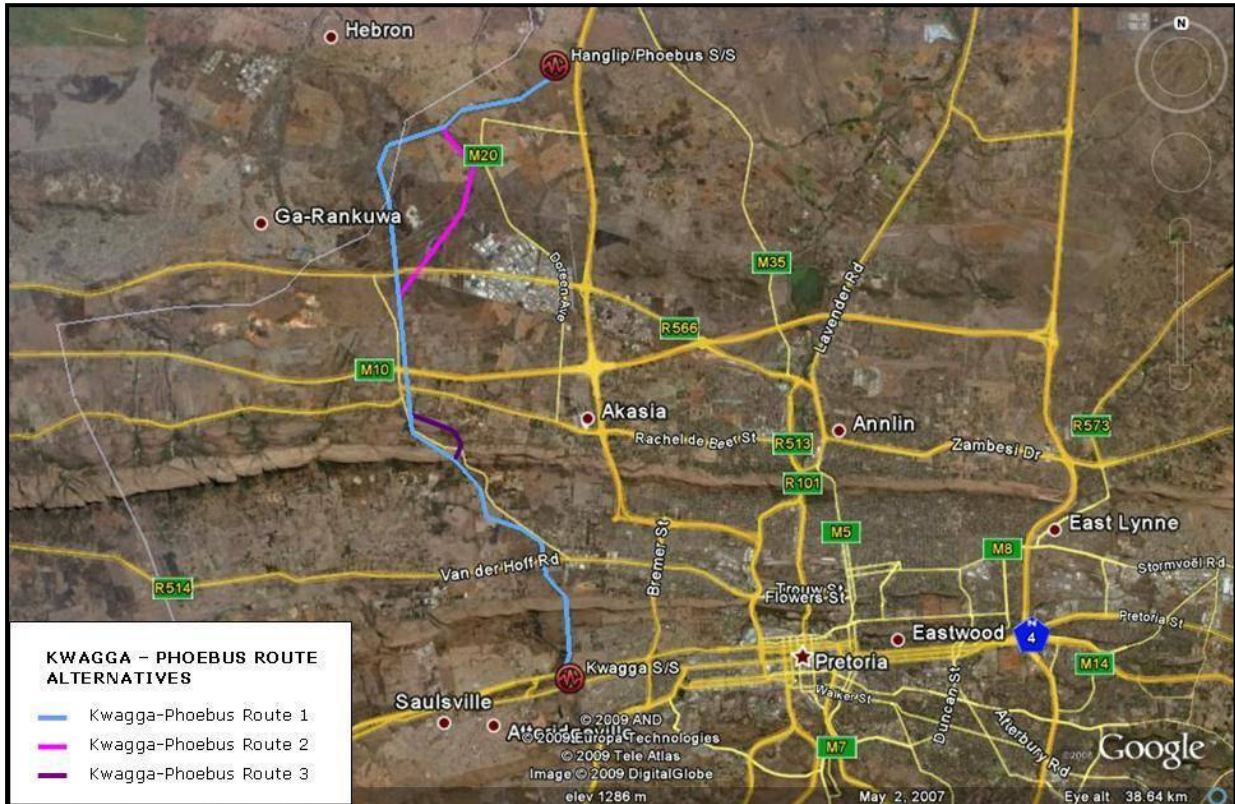 Hebron
N
Hanglip/Phoebus S/S
M20
Ga-Rankuwa
Doreen Ave
M35
Lavender Rd
R566
M10
Akasia
Rachel de Beer St
R513
Annlin
Zambesi Dr
R573
R101
East Lynne
M5
M8
Van der Hoff Rd
Bremer St
Stormvoël Rd
R514
Trouw St
Flowers St
Pretoria St
Eastwood
N
4
Pretoria
M14
Kwagga S/S
Walker St
Duncan St
Saulsville
Atteridgeville
Atterbury Rd
M7
KWAGGA – PHOEBUS ROUTE
ALTERNATIVES
Kwagga-Phoebus Route 1
Kwagga-Phoebus Route 2
Kwagga-Phoebus Route 3
© 2009 AND
© 2009 Europa Technologies
© 2009 Tele Atlas
Image © 2009 DigitalGlobe
Google
elev 1286 m
May 2, 2007
Eye alt 38.64 km